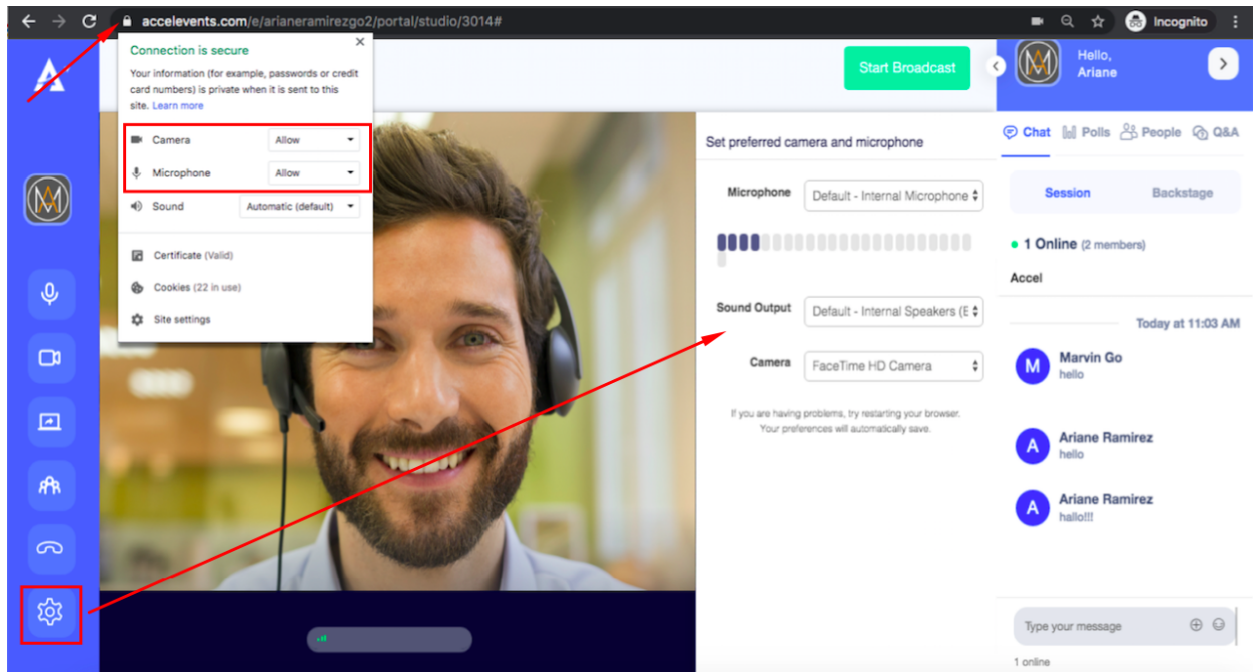 accelevents.com/e/arianeramirezgo2/portal/studio/3014#
Incognito
Connection is secure
Your information (for example, passwords or credit
card numbers) is private when it is sent to this
site. Learn more
Camera Allow
Microphone Allow
Sound Automatic (default)
Certificate (Valid)
Cookies (22 in use)
Site settings
Start Broadcast
Set preferred camera and microphone
Microphone Default - Internal Microphone
Sound Output Default - Internal Speakers (E
Camera FaceTime HD Camera
If you are having problems, try restarting your browser.
Your preferences will automatically save.
Hello,
Ariane
Chat Polls People Q&A
Session Backstage
1 Online (2 members)
Accel
Today at 11:03 AM
M
Marvin Go
hello
A
Ariane Ramirez
hello
A
Ariane Ramirez
hallo!!!
Type your message
1 online